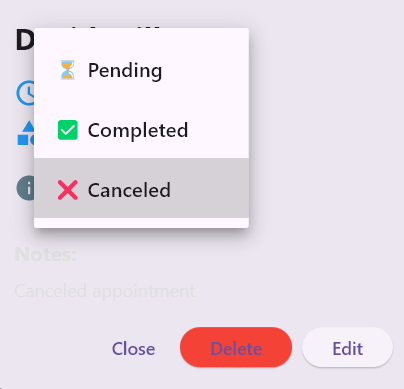 Pending
Completed
Canceled
Notes:
Canceled appointment
Close Delete Edit